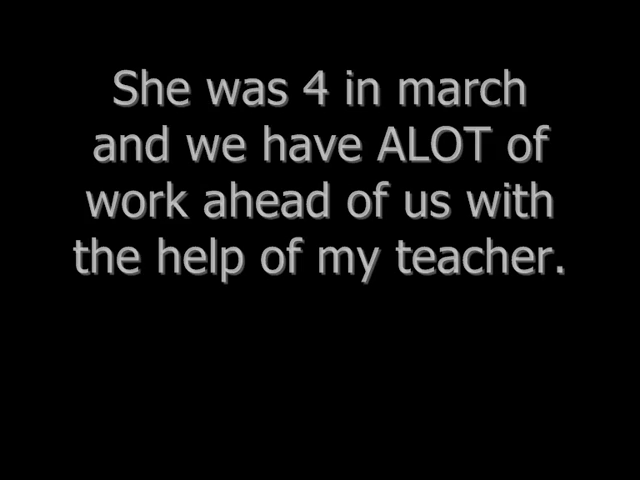 She was 4 in march
and we have ALOT of
work ahead of us with
the help of my teacher.